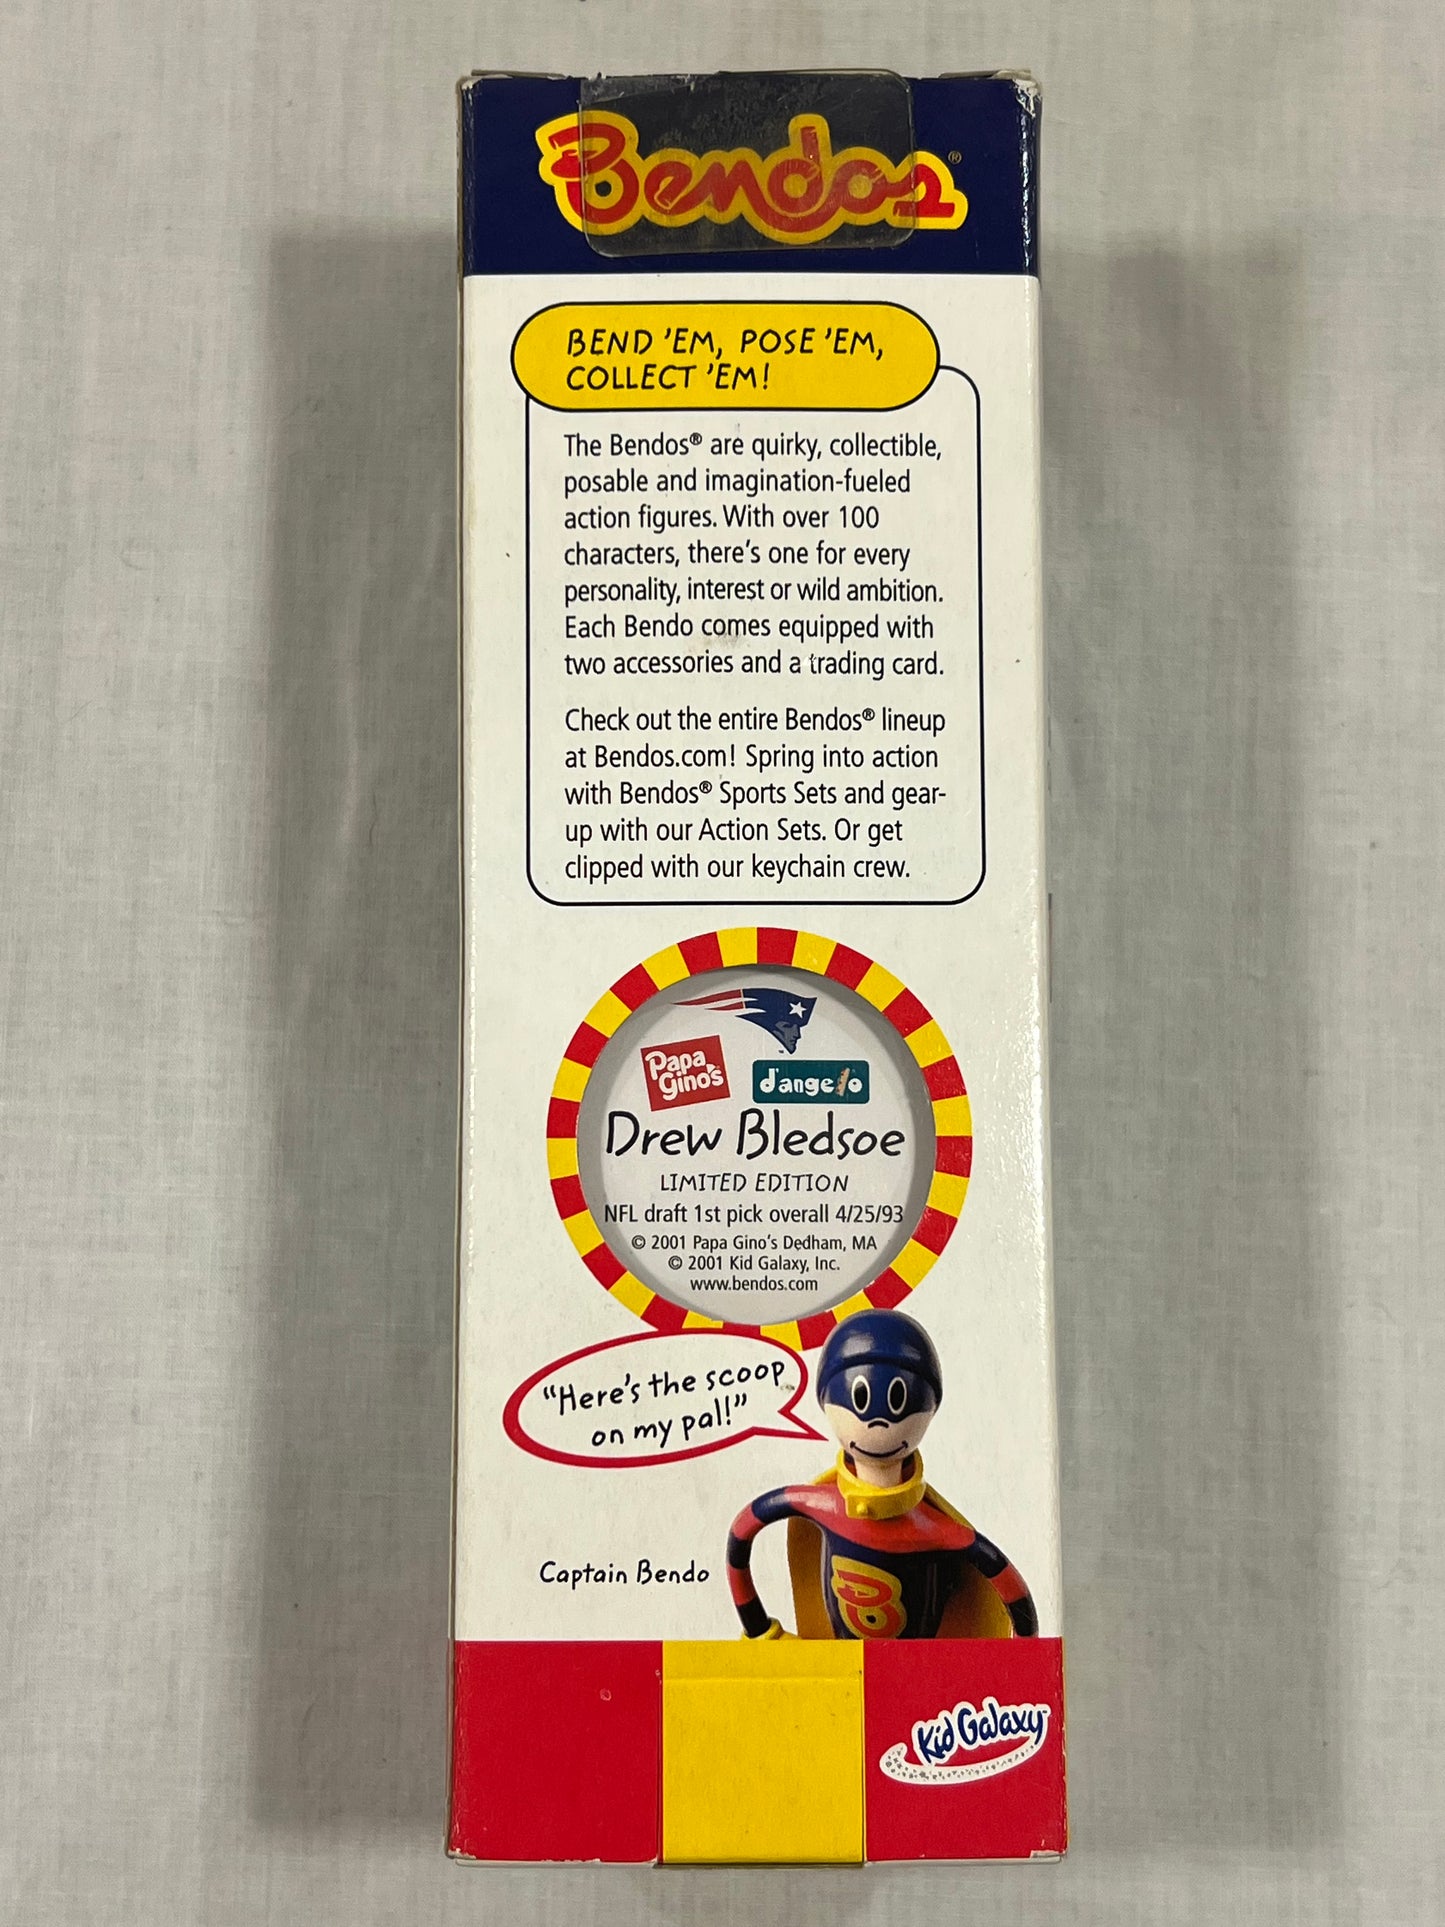 Bendos®
BEND 'EM, POSE 'EM,
COLLECT 'EM!
The Bendos® are quirky, collectible,
posable and imagination-fueled
action figures. With over 100
characters, there's one for every
personality, interest or wild ambition.
Each Bendo comes equipped with
two accessories and a trading card.
Check out the entire Bendos® lineup
at Bendos.com! Spring into action
with Bendos® Sports Sets and gear-
up with our Action Sets. Or get
clipped with our keychain crew.
Papa
Gino's
d'angelo
Drew Bledsoe
LIMITED EDITION
NFL draft 1st pick overall 4/25/93
© 2001 Papa Gino's Dedham, MA
© 2001 Kid Galaxy, Inc.
www.bendos.com
"Here's the scoop
on my pal!"
Captain Bendo
B
Kid Galaxy™